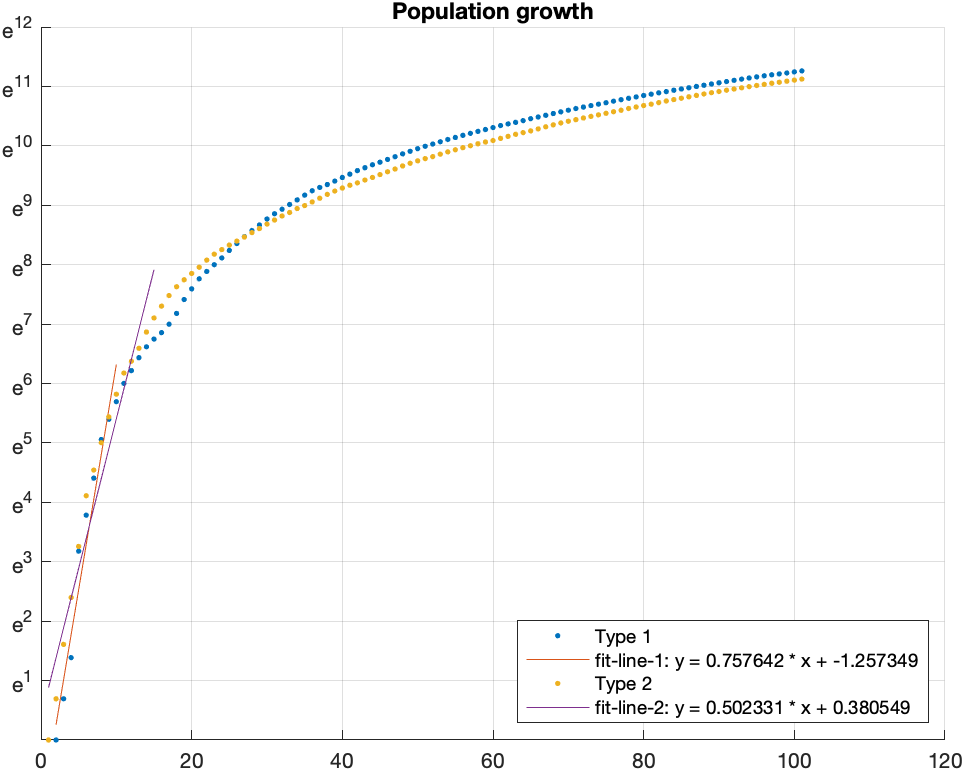 Population growth
e12
e11
e10
e9
e8
e7
e6
e5
e4
e3
e2
e1
0 20 40 60 80 100 120
Type 1
fit-line-1: y = 0.757642 * x + -1.257349
Type 2
fit-line-2: y = 0.502331 * x + 0.380549